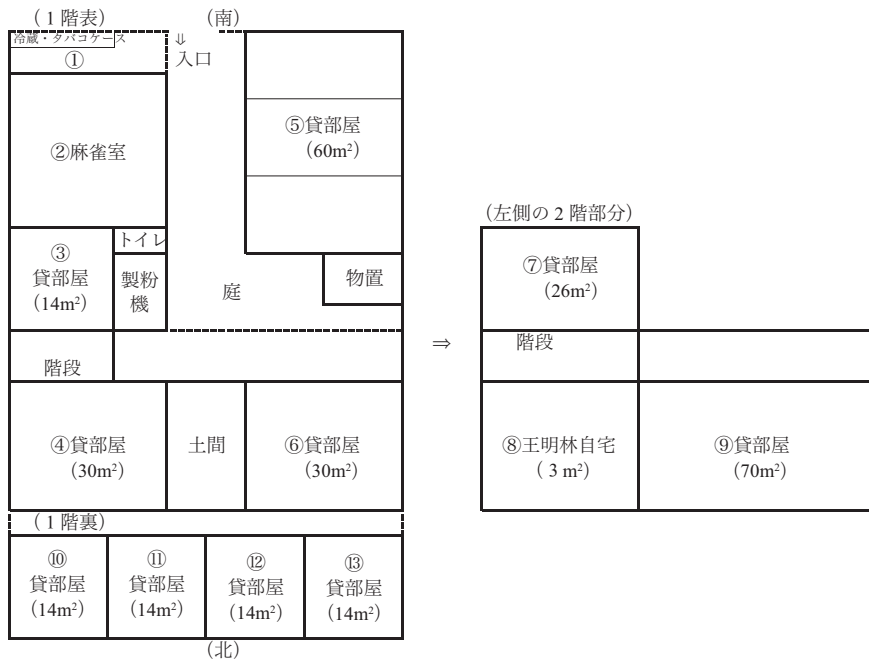 （１階表）
（南）
冷蔵・タバコケース
①
⇓
入口
②麻雀室
⑤貸部屋
（60m²）
③
貸部屋
（14m²）
トイレ
製粉
機
庭
物置
階段
④貸部屋
（30m²）
土間
⑥貸部屋
（30m²）
（１階裏）
⑩
貸部屋
（14m²）
⑪
貸部屋
（14m²）
⑫
貸部屋
（14m²）
⑬
貸部屋
（14m²）
（北）
⇒
（左側の２階部分）
⑦貸部屋
（26m²）
階段
⑧王明林自宅
（３m²）
⑨貸部屋
（70m²）